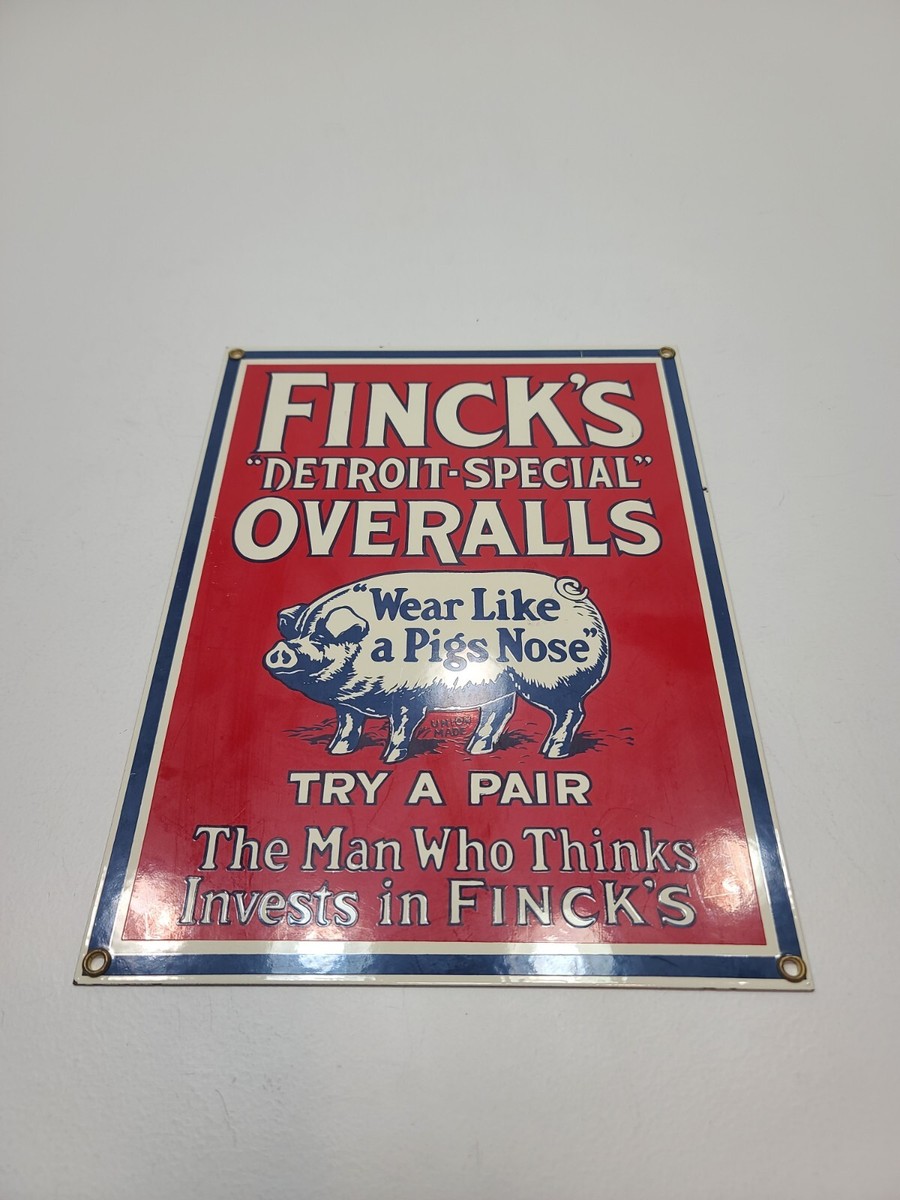 FINCK'S
"DETROIT-SPECIAL"
OVERALLS
"Wear Like
a Pigs Nose"
UNION
MADE
TRY A PAIR
The Man Who Thinks
Invests in FINCK'S